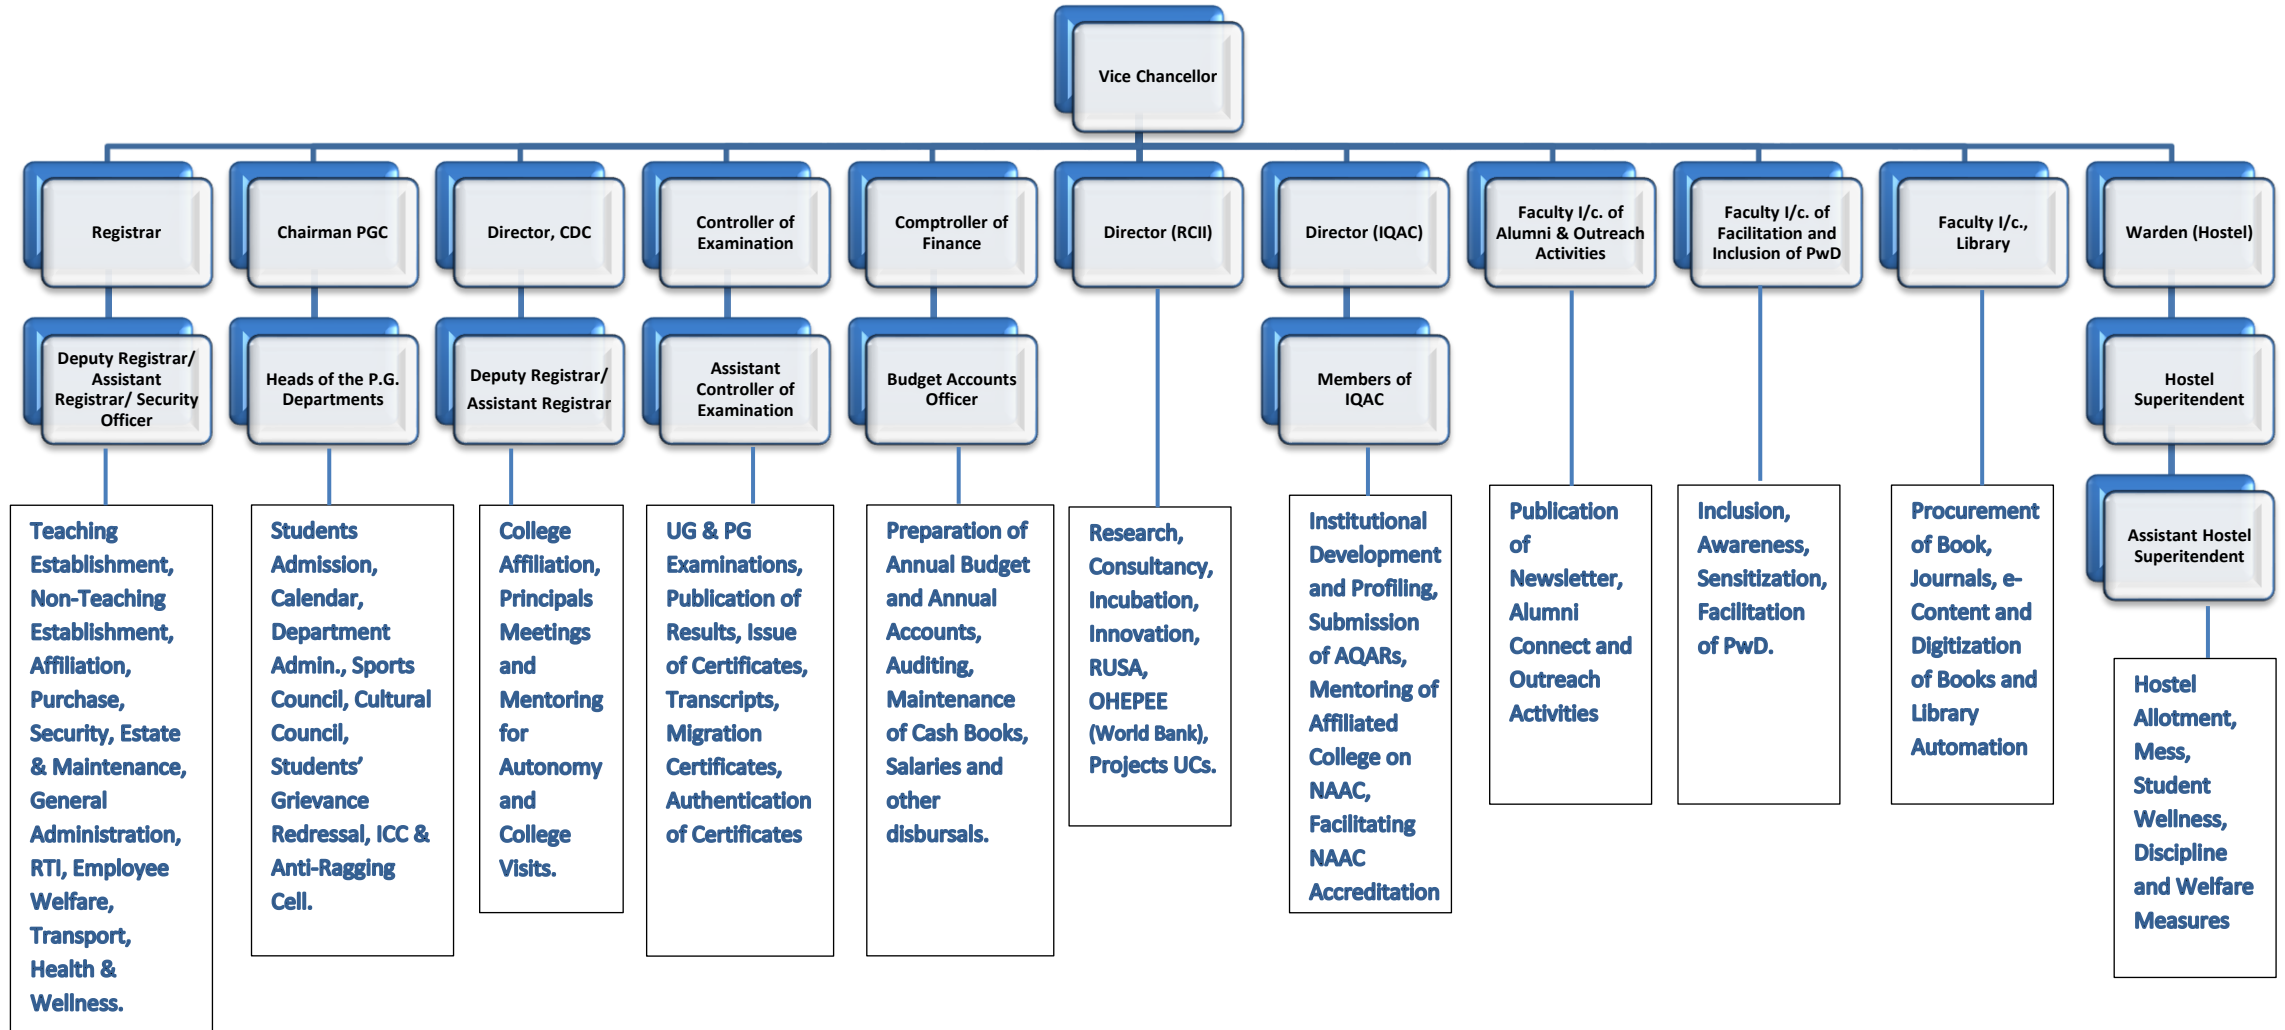 Vice Chancellor
Registrar
Chairman PGC
Director, CDC
Controller of
Examination
Comptroller of
Finance
Director (RCII)
Director (IQAC)
Faculty I/c. of
Alumni & Outreach
Activities
Faculty I/c. of
Facilitation and
Inclusion of PwD
Faculty I/c.,
Library
Warden (Hostel)
Deputy Registrar/
Assistant
Registrar/ Security
Officer
Heads of the P.G.
Departments
Deputy Registrar/
Assistant Registrar
Assistant
Controller of
Examination
Budget Accounts
Officer
Members of
IQAC
Hostel
Superitendent
Assistant Hostel
Superitendent
Teaching
Establishment,
Non-Teaching
Establishment,
Affiliation,
Purchase,
Security, Estate
& Maintenance,
General
Administration,
RTI, Employee
Welfare,
Transport,
Health &
Wellness.
Students
Admission,
Calendar,
Department
Admin., Sports
Council, Cultural
Council,
Students’
Grievance
Redressal, ICC &
Anti-Ragging
Cell.
College
Affiliation,
Principals
Meetings
and
Mentoring
for
Autonomy
and
College
Visits.
UG & PG
Examinations,
Publication of
Results, Issue
of Certificates,
Transcripts,
Migration
Certificates,
Authentication
of Certificates
Preparation of
Annual Budget
and Annual
Accounts,
Auditing,
Maintenance
of Cash Books,
Salaries and
other
disbursals.
Research,
Consultancy,
Incubation,
Innovation,
RUSA,
OHEPEE
(World Bank),
Projects UCs.
Institutional
Development
and Profiling,
Submission
of AQARs,
Mentoring of
Affiliated
College on
NAAC,
Facilitating
NAAC
Accreditation
Publication
of
Newsletter,
Alumni
Connect and
Outreach
Activities
Inclusion,
Awareness,
Sensitization,
Facilitation
of PwD.
Procurement
of Book,
Journals, e-
Content and
Digitization
of Books and
Library
Automation
Hostel
Allotment,
Mess,
Student
Wellness,
Discipline
and Welfare
Measures